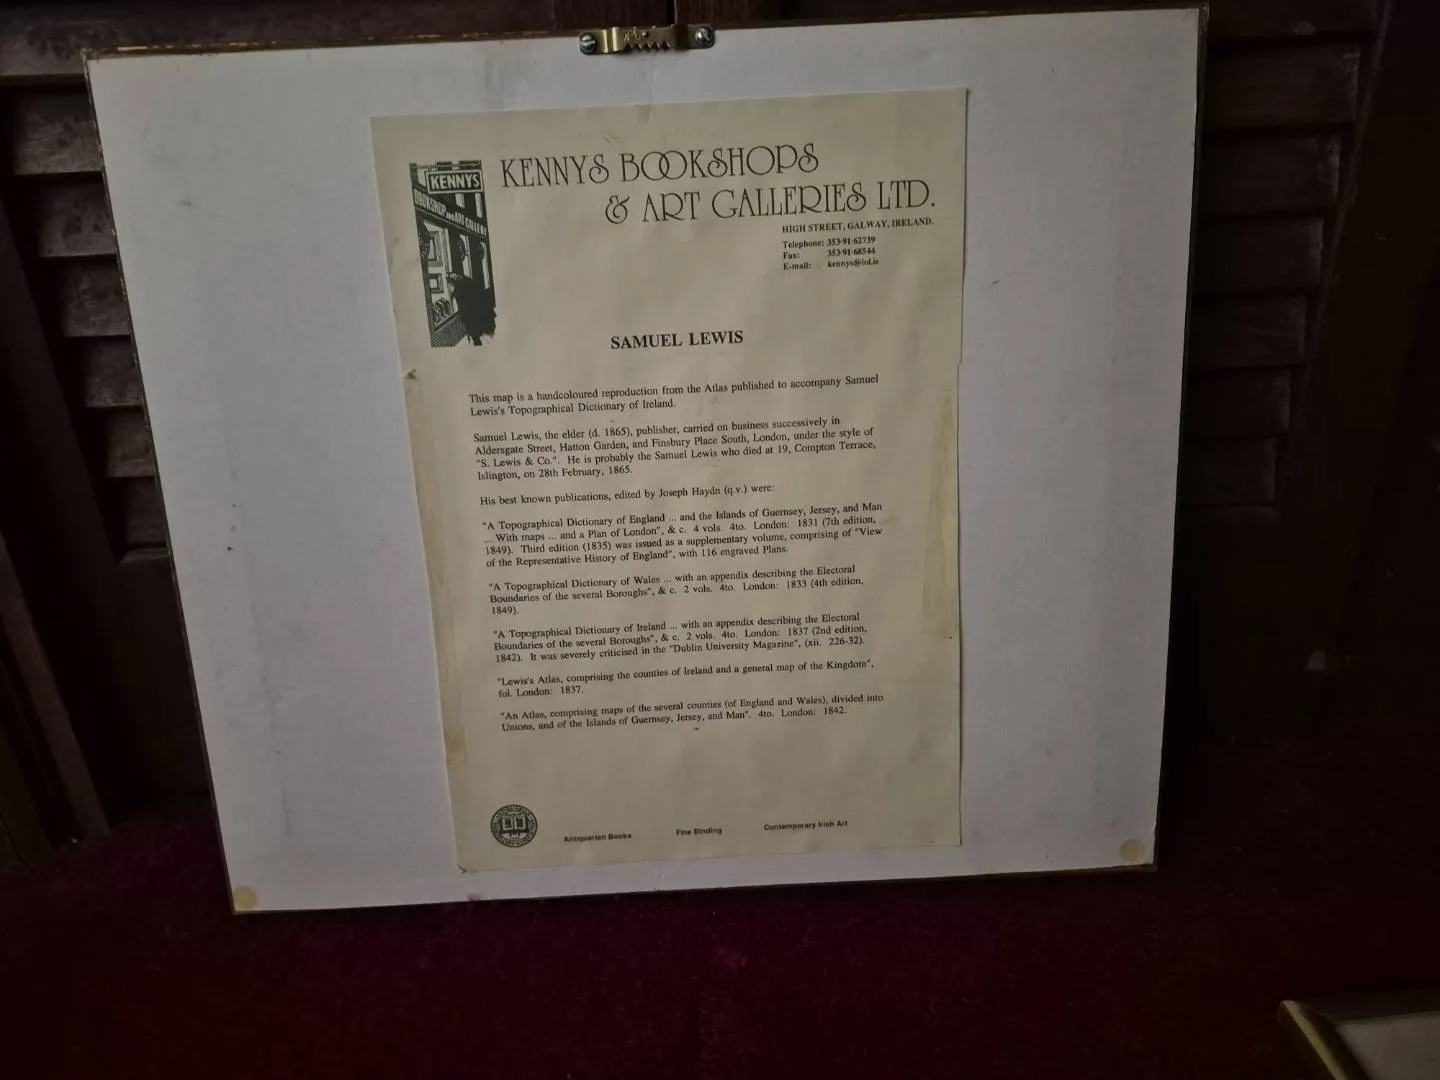 KENNYS
BOOKSHOP AND ART GALLERY
KENNYS BOOKSHOPS
& ART GALLERIES LTD.
HIGH STREET, GALWAY, IRELAND.
Telephone: 353-91-62739
Fax: 353-91-68544
E-mail: kennys@iol.ie
SAMUEL LEWIS
This map is a handcoloured reproduction from the Atlas published to accompany Samuel
Lewis's Topographical Dictionary of Ireland.
Samuel Lewis, the elder (d. 1865), publisher, carried on business successively in
Aldersgate Street, Hatton Garden, and Finsbury Place South, London, under the style of
"S. Lewis & Co.". He is probably the Samuel Lewis who died at 19, Compton Terrace,
Islington, on 28th February, 1865.
His best known publications, edited by Joseph Haydn (q.v.) were:
"A Topographical Dictionary of England ... and the Islands of Guernsey, Jersey, and Man
... With maps ... and a Plan of London", & c. 4 vols. 4to. London: 1831 (7th edition,
1849). Third edition (1835) was issued as a supplementary volume, comprising of "View
of the Representative History of England", with 116 engraved Plans.
"A Topographical Dictionary of Wales ... with an appendix describing the Electoral
Boundaries of the several Boroughs", & c. 2 vols. 4to. London: 1833 (4th edition,
1849).
"A Topographical Dictionary of Ireland ... with an appendix describing the Electoral
Boundaries of the several Boroughs", & c. 2 vols. 4to. London: 1837 (2nd edition,
1842). It was severely criticised in the "Dublin University Magazine", (xii. 226-32).
"Lewis's Atlas, comprising the counties of Ireland and a general map of the Kingdom",
fol. London: 1837.
"An Atlas, comprising maps of the several counties (of England and Wales), divided into
Unions, and of the Islands of Guernsey, Jersey, and Man". 4to. London: 1842.
Antiquarian Books
Fine Binding
Contemporary Irish Art